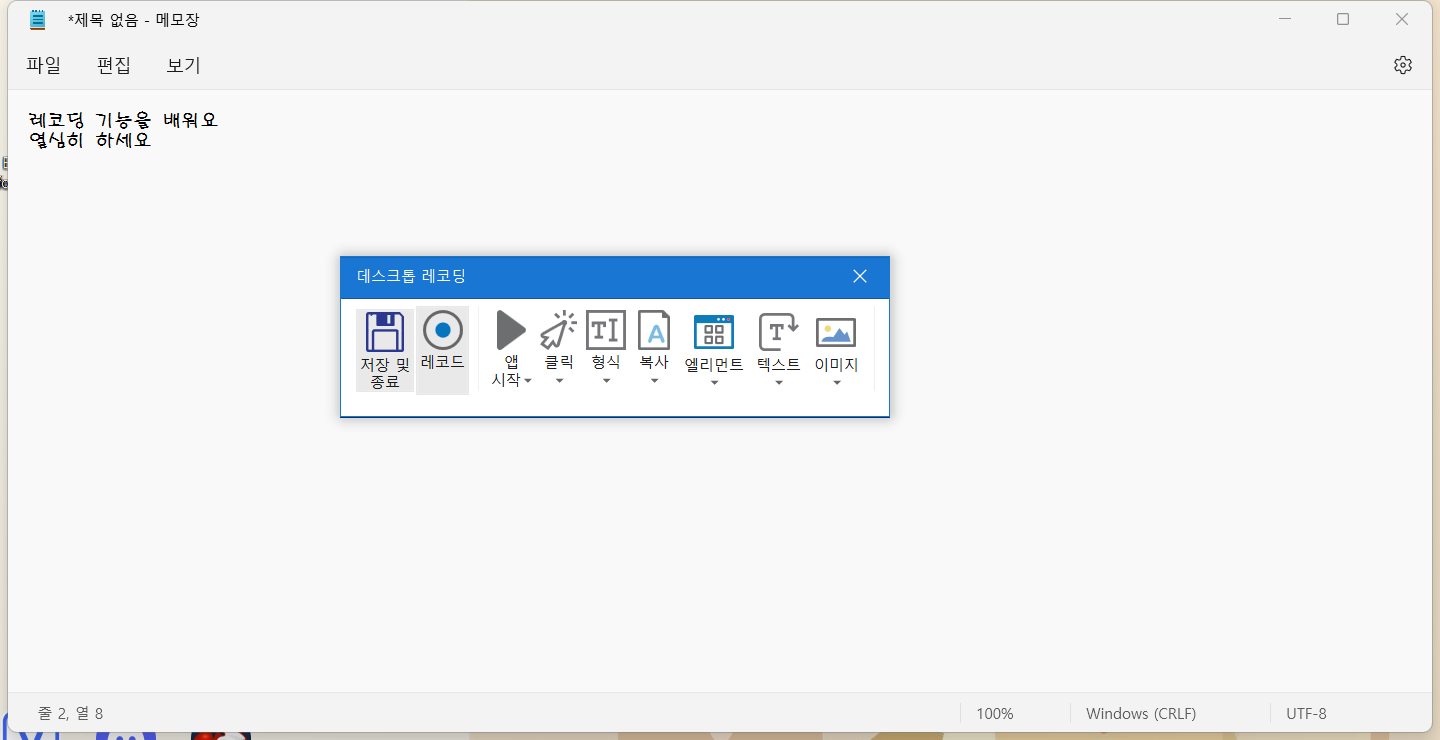 *제목 없음 - 메모장
파일 편집 보기
레코딩 기능을 배워요
열심히 하세요
데스크톱 레코딩
저장 및
종료
레코드
앱
시작
클릭
형식
복사
엘리먼트
텍스트
이미지
줄 2, 열 8
100%
Windows (CRLF)
UTF-8